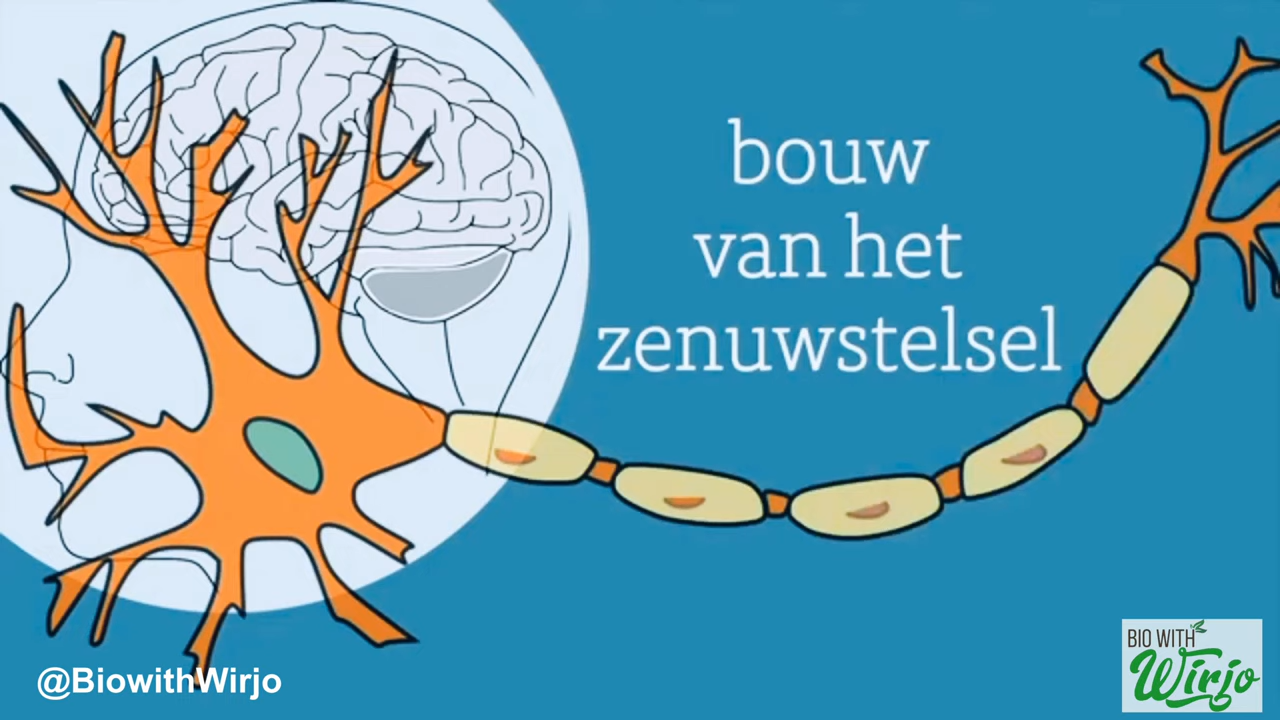 bouw
van het
zenuwstelsel
@BiowithWirjo
BIO WITH
Wirjo